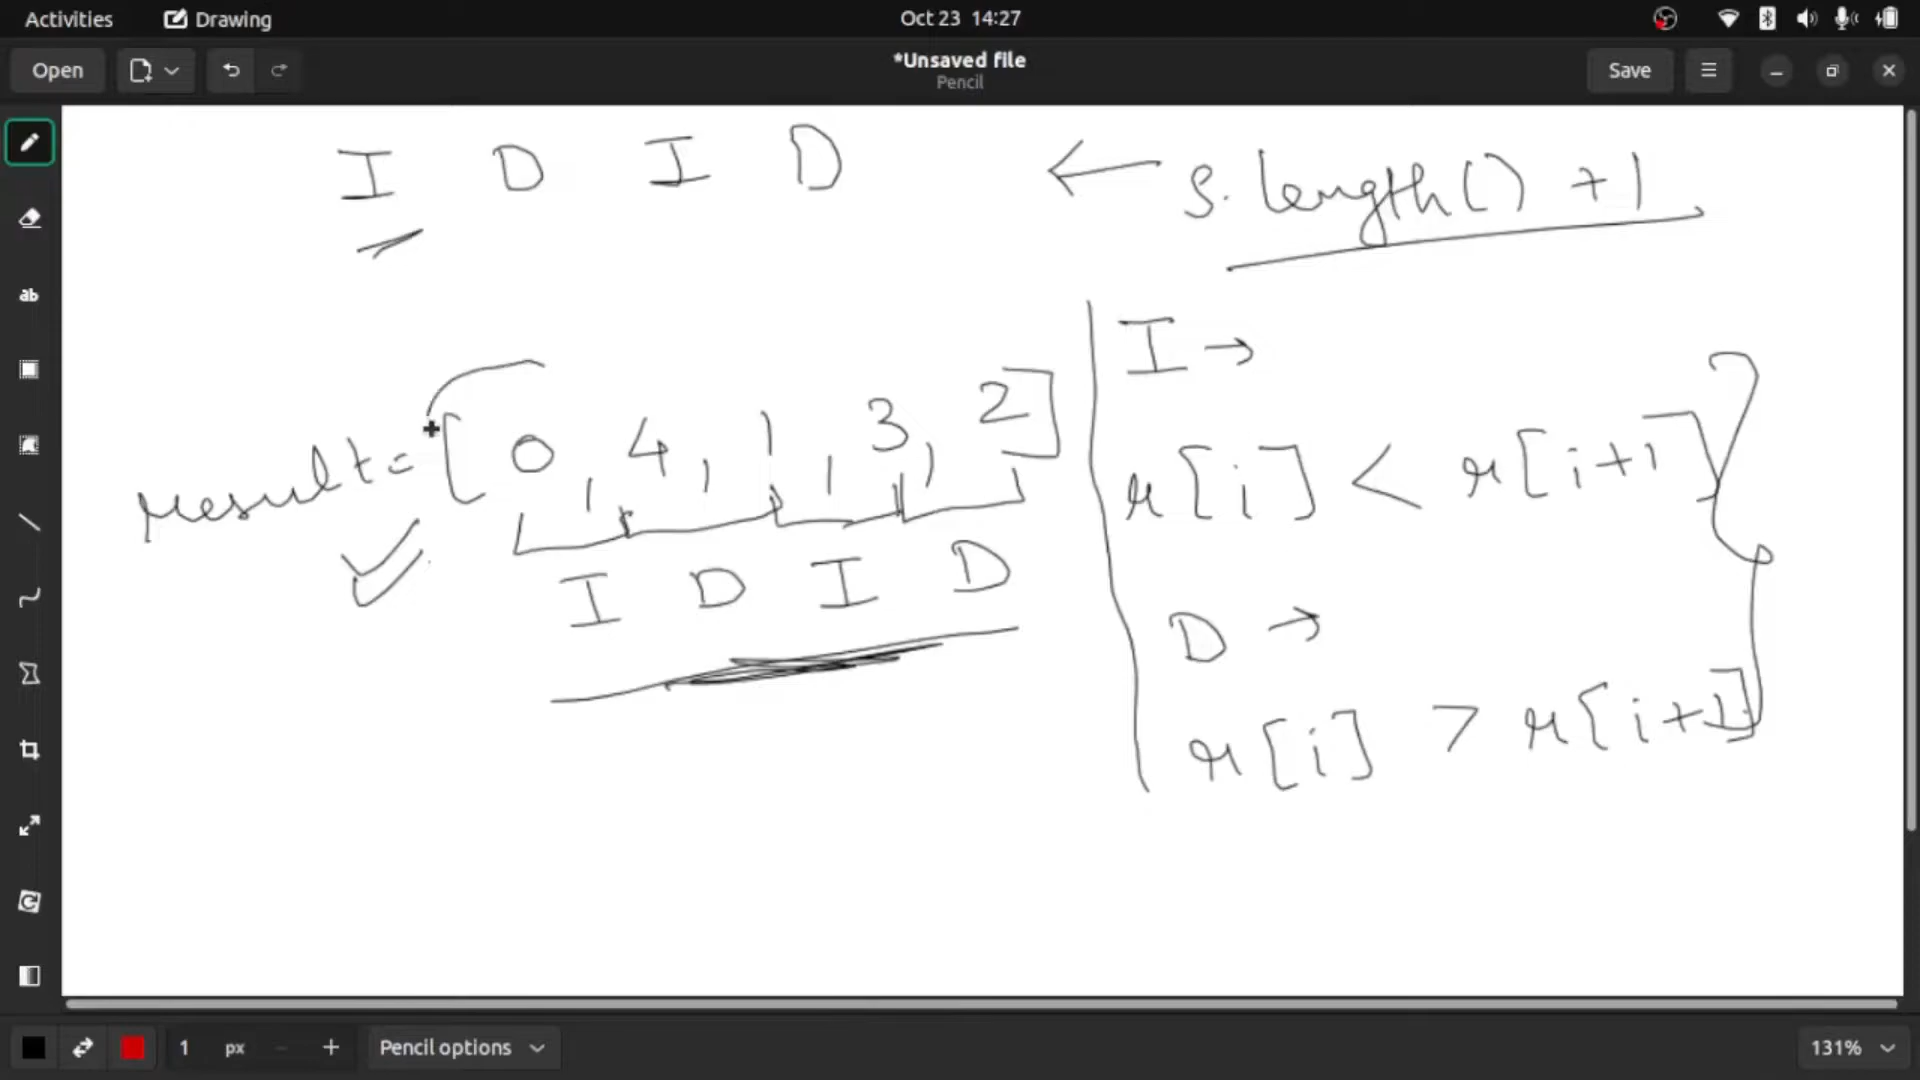 Activities Drawing Oct 23 14:27
Open *Unsaved file Save
Pencil
I D I D ← s.length() + 1
I →
result = [0, 4, 1, 3, 2]
r[i] < r[i+1]
I D I D
D →
r[i] > r[i+1]
1 px − + Pencil options 131%